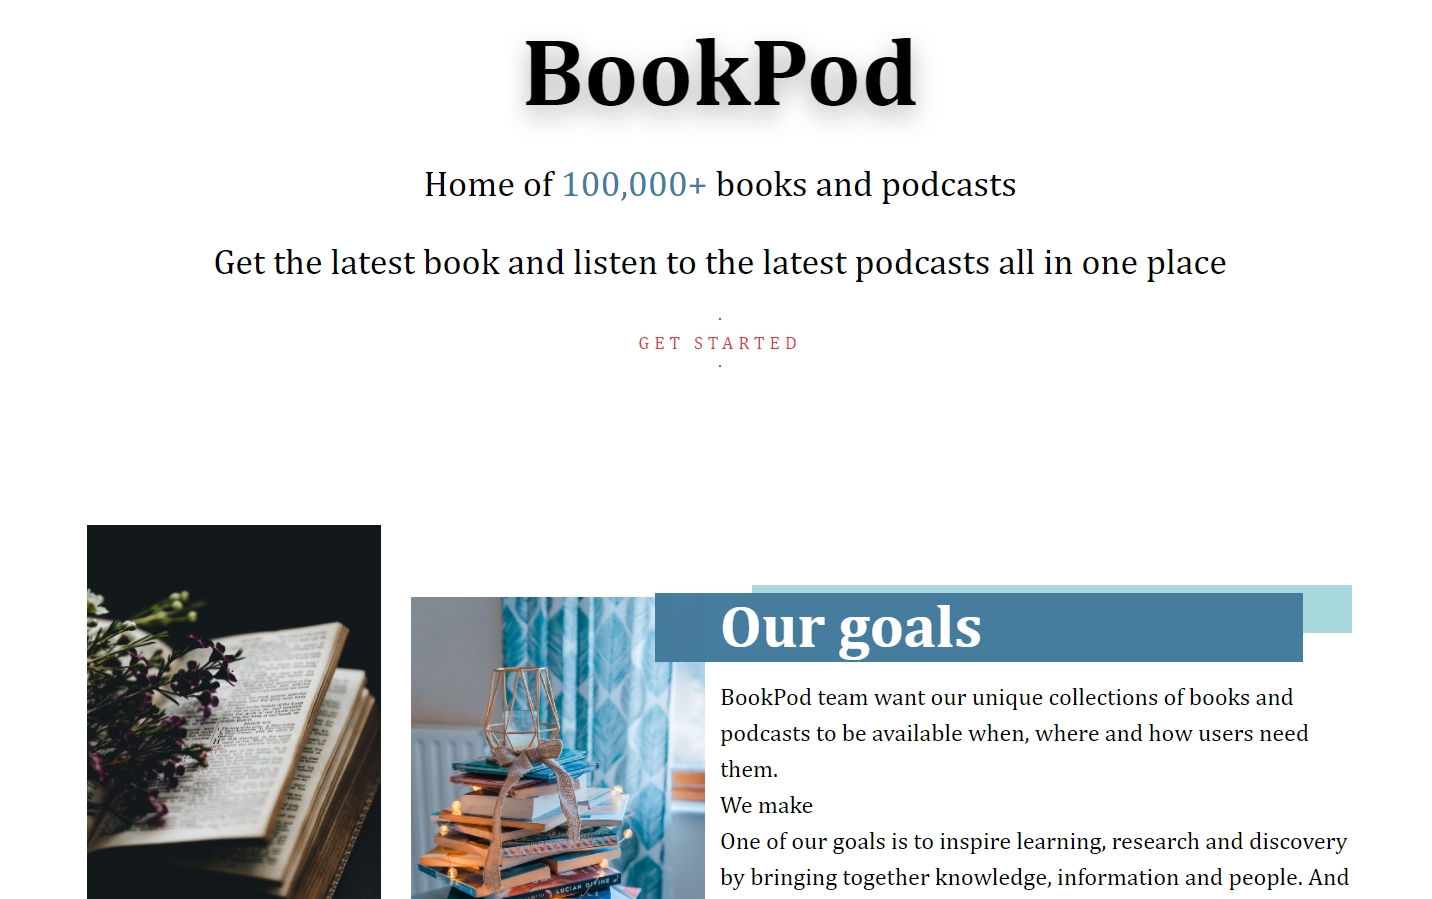 BookPod
Home of 100,000+ books and podcasts
Get the latest book and listen to the latest podcasts all in one place
GET STARTED
Our goals
BookPod team want our unique collections of books and
podcasts to be available when, where and how users need
them.
We make
One of our goals is to inspire learning, research and discovery
by bringing together knowledge, information and people. And
LUCIAN DIVINE